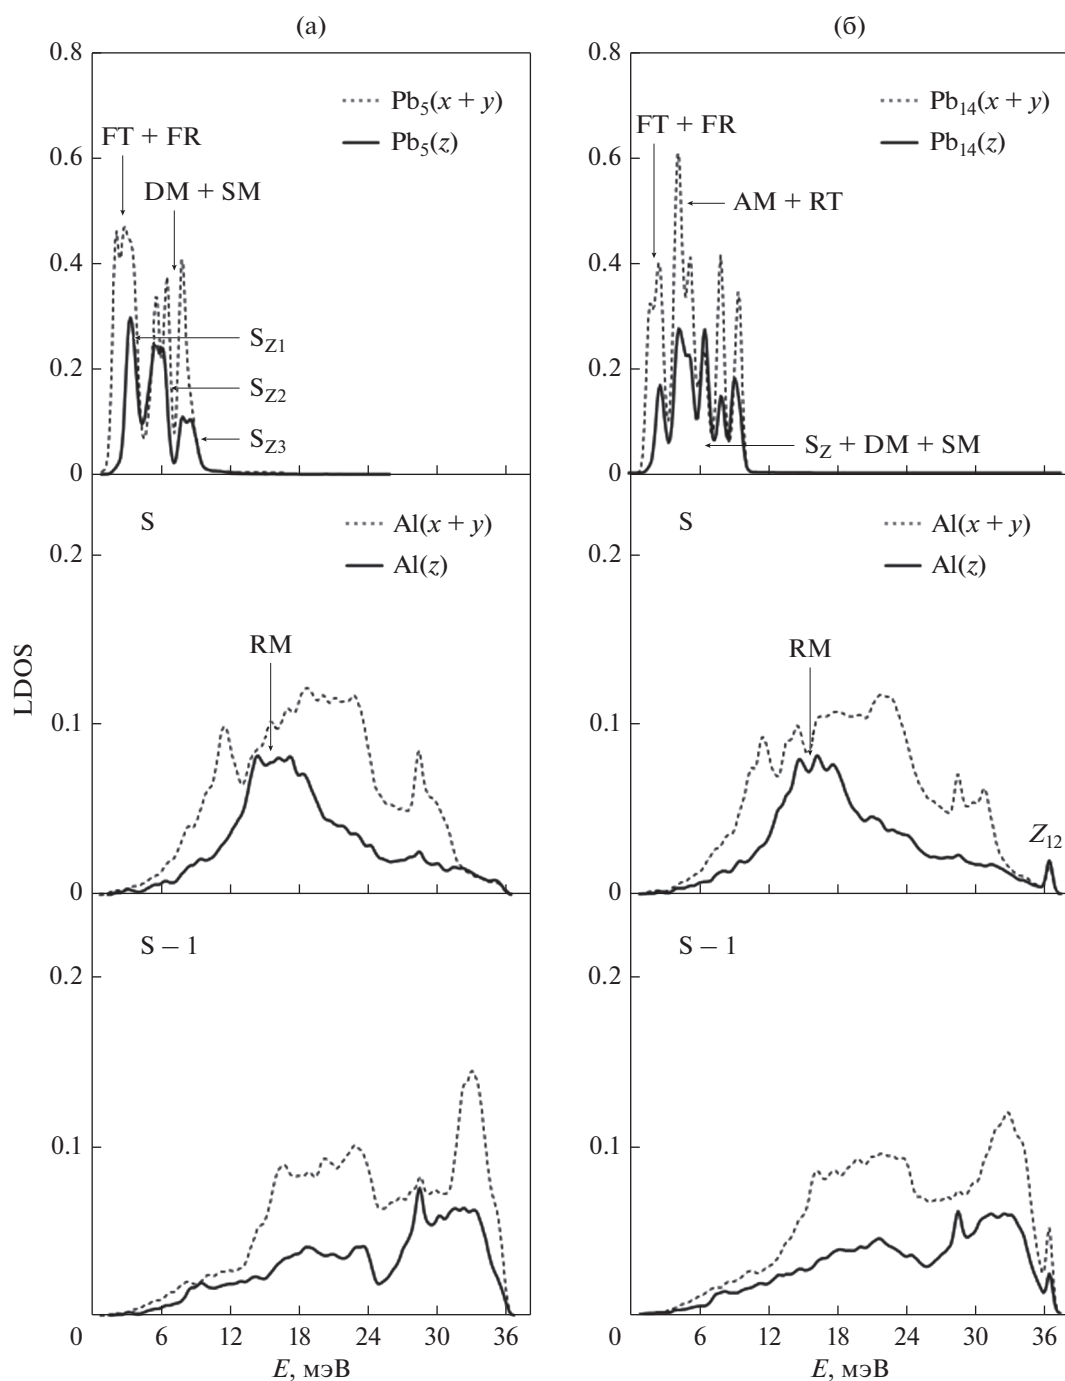 (а)
(б)
0.8
Pb5(x + y)
Pb14(x + y)
FT + FR
Pb5(z)
FT + FR
Pb14(z)
0.6
0.6
DM + SM
AM + RT
0.4
0.4
SZ1
0.2
SZ2
0.2
SZ3
SZ + DM + SM
0
0
S
Al(x + y)
S
Al(x + y)
0.2
Al(z)
0.2
Al(z)
RM
RM
LDOS
0.1
0.1
Z12
0
0
S – 1
S – 1
0.2
0.2
0.1
0.1
0 6 12 18 24 30 36
0 6 12 18 24 30 36
E, мэВ
E, мэВ
0.8